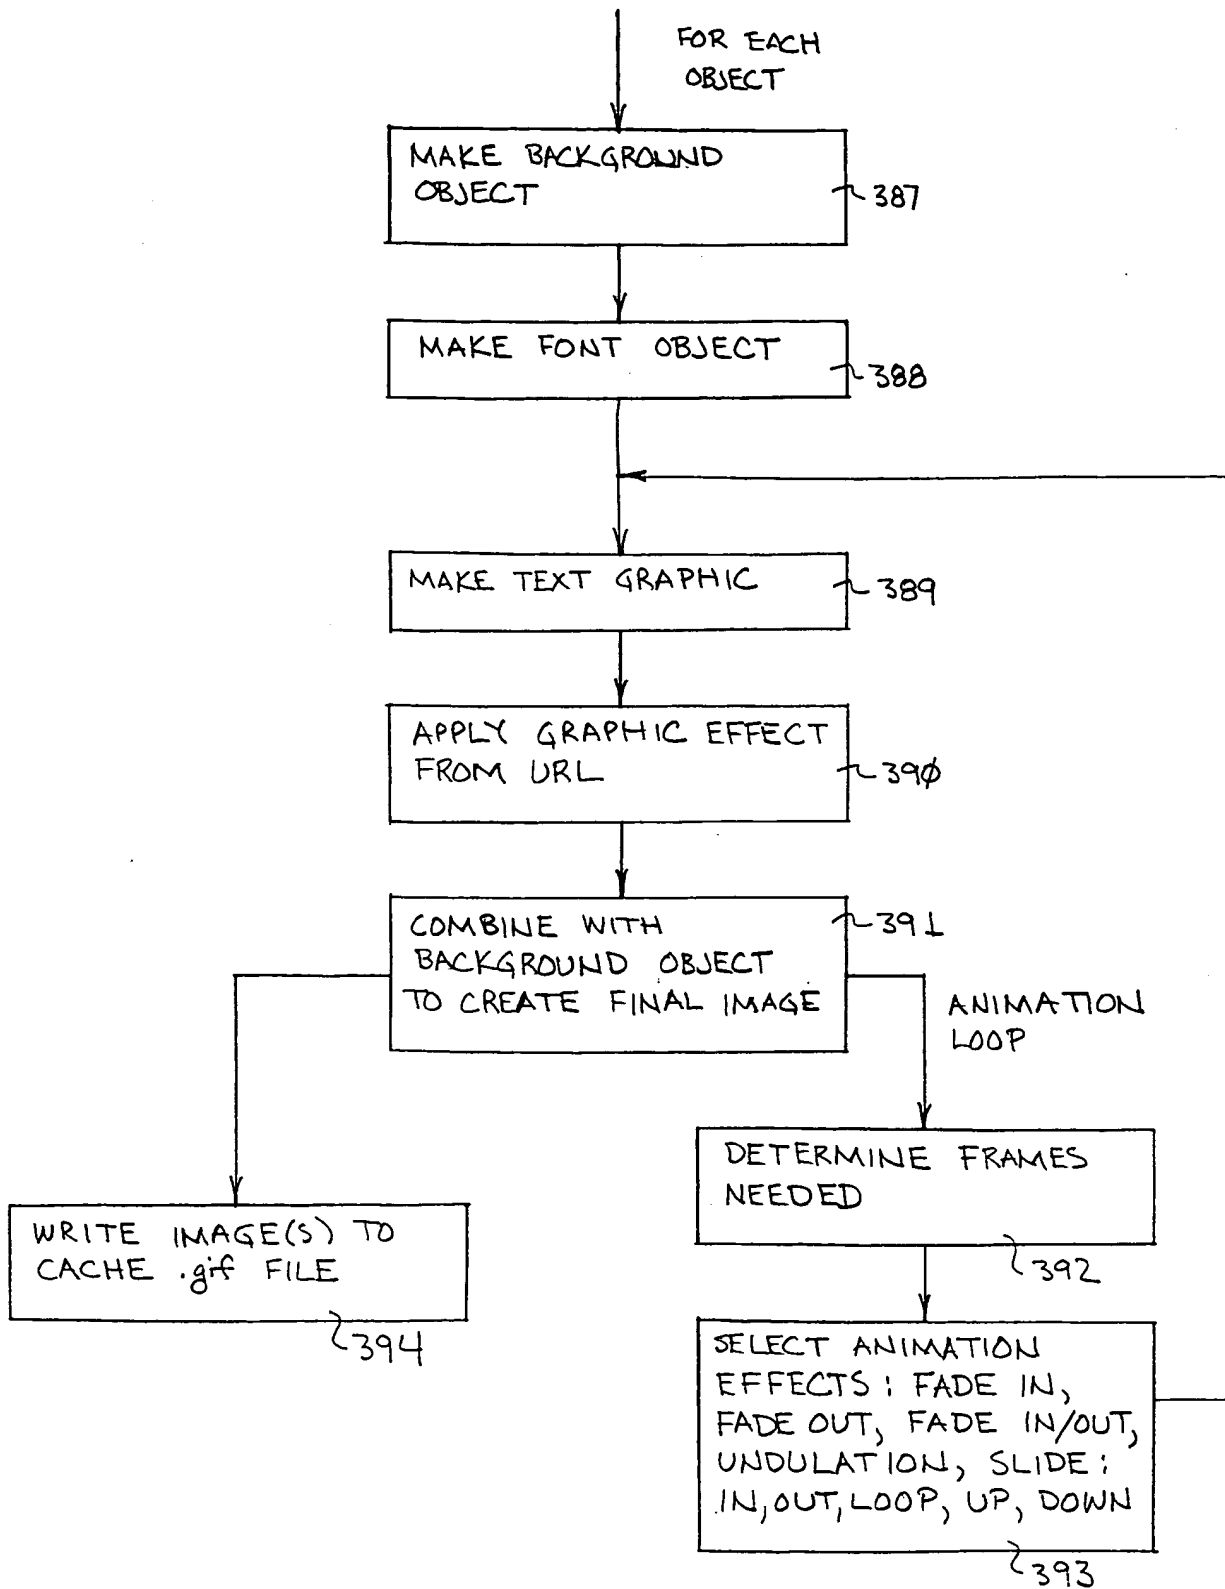 FOR EACH
OBJECT
MAKE BACKGROUND
OBJECT
387
MAKE FONT OBJECT
388
MAKE TEXT GRAPHIC
389
APPLY GRAPHIC EFFECT
FROM URL
39∅
COMBINE WITH
BACKGROUND OBJECT
TO CREATE FINAL IMAGE
391
ANIMATION
LOOP
DETERMINE FRAMES
NEEDED
392
WRITE IMAGE(S) TO
CACHE .gif FILE
394
SELECT ANIMATION
EFFECTS: FADE IN,
FADE OUT, FADE IN/OUT,
UNDULATION, SLIDE:
IN, OUT, LOOP, UP, DOWN
393